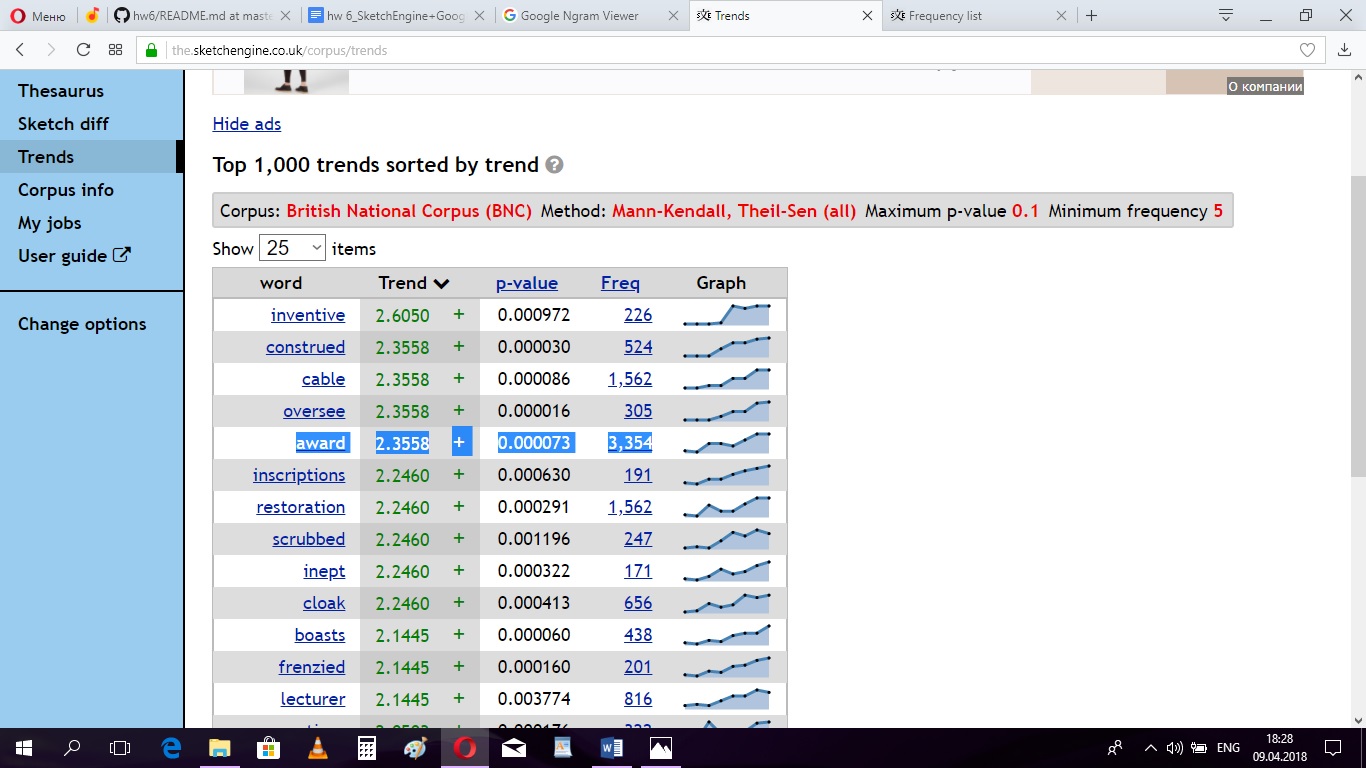 Меню
hw6/README.md at maste
hw 6_SketchEngine+Goog
Google Ngram Viewer
Trends
Frequency list
the.sketchengine.co.uk/corpus/trends
Thesaurus
Sketch diff
Trends
Corpus info
My jobs
User guide
Change options
О компании
Hide ads
Top 1,000 trends sorted by trend ?
Corpus: British National Corpus (BNC) Method: Mann-Kendall, Theil-Sen (all) Maximum p-value 0.1 Minimum frequency 5
Show 25 items
word Trend p-value Freq Graph
inventive 2.6050 + 0.000972 226
construed 2.3558 + 0.000030 524
cable 2.3558 + 0.000086 1,562
oversee 2.3558 + 0.000016 305
award 2.3558 + 0.000073 3,354
inscriptions 2.2460 + 0.000630 191
restoration 2.2460 + 0.000291 1,562
scrubbed 2.2460 + 0.001196 247
inept 2.2460 + 0.000322 171
cloak 2.2460 + 0.000413 656
boasts 2.1445 + 0.000060 438
frenzied 2.1445 + 0.000160 201
lecturer 2.1445 + 0.003774 816
ENG
18:28
09.04.2018